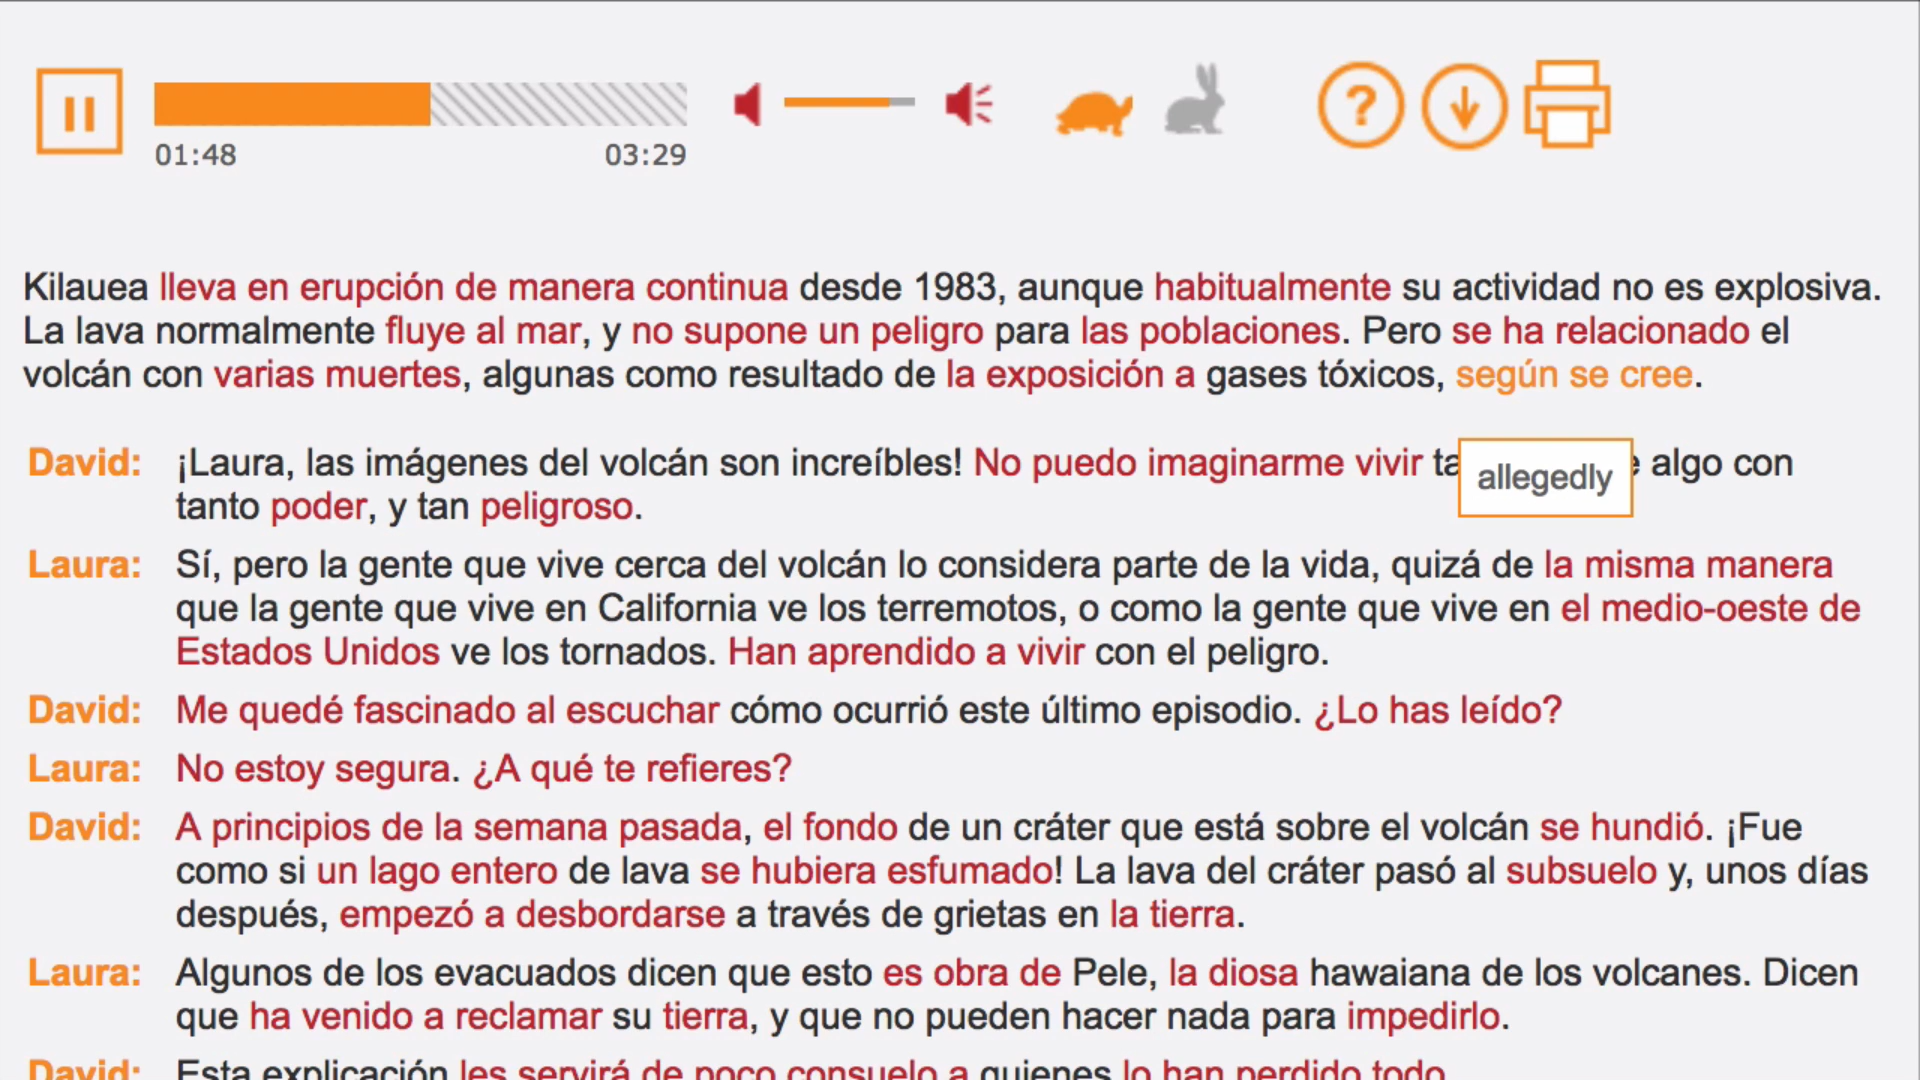 01:48 03:29
?
Kilauea lleva en erupción de manera continua desde 1983, aunque habitualmente su actividad no es explosiva.
La lava normalmente fluye al mar, y no supone un peligro para las poblaciones. Pero se ha relacionado el
volcán con varias muertes, algunas como resultado de la exposición a gases tóxicos, según se cree.
David: ¡Laura, las imágenes del volcán son increíbles! No puedo imaginarme vivir algo con
allegedly
tanto poder, y tan peligroso.
Laura: Sí, pero la gente que vive cerca del volcán lo considera parte de la vida, quizá de la misma manera
que la gente que vive en California ve los terremotos, o como la gente que vive en el medio-oeste de
Estados Unidos ve los tornados. Han aprendido a vivir con el peligro.
David: Me quedé fascinado al escuchar cómo ocurrió este último episodio. ¿Lo has leído?
Laura: No estoy segura. ¿A qué te refieres?
David: A principios de la semana pasada, el fondo de un cráter que está sobre el volcán se hundió. ¡Fue
como si un lago entero de lava se hubiera esfumado! La lava del cráter pasó al subsuelo y, unos días
después, empezó a desbordarse a través de grietas en la tierra.
Laura: Algunos de los evacuados dicen que esto es obra de Pele, la diosa hawaiana de los volcanes. Dicen
que ha venido a reclamar su tierra, y que no pueden hacer nada para impedirlo.
David: Esta explicación les servirá de poco consuelo a quienes lo han perdido todo.